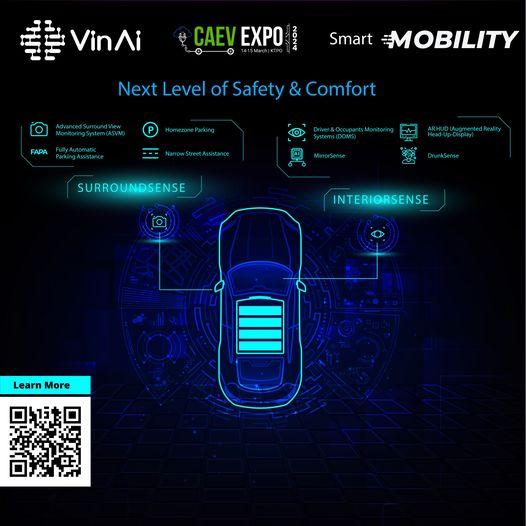 VinAi
CAEV EXPO 2024
14-15 March | KTPO
Smart MOBILITY
Next Level of Safety & Comfort
Advanced Surround View
Monitoring System (ASVM)
Homezone Parking
FAPA Fully Automatic
Parking Assistance
Narrow Street Assistance
Driver & Occupants Monitoring
Systems (DOMS)
AR HUD (Augmented Reality
Head-Up-Display)
MirrorSense
DrunkSense
SURROUNDSENSE
INTERIORSENSE
Learn More